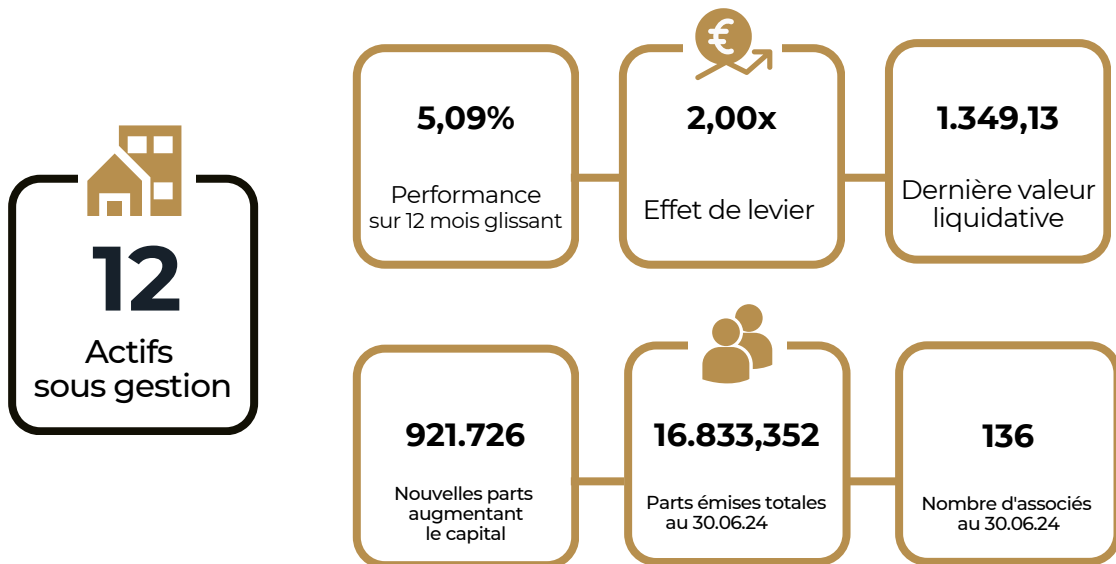 12
Actifs
sous gestion
5,09%
Performance
sur 12 mois glissant
2,00x
Effet de levier
1.349,13
Dernière valeur
liquidative
921.726
Nouvelles parts
augmentant
le capital
16.833,352
Parts émises totales
au 30.06.24
136
Nombre d'associés
au 30.06.24